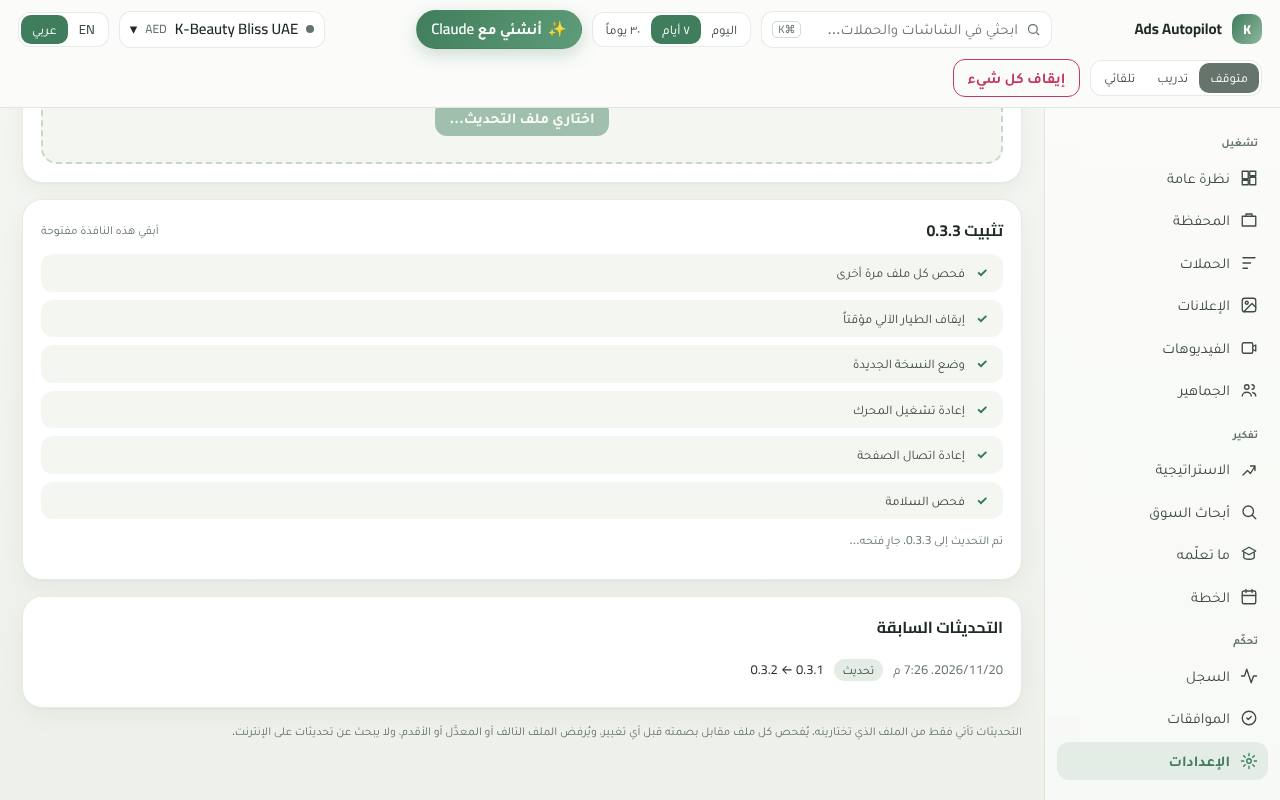 K
Ads Autopilot
ابحثي في الشاشات والحملات...
⌘K
اليوم
٧ أيام
٣٠ يوماً
✨ أنشئي مع Claude
K-Beauty Bliss UAE AED ▾
EN
عربي
متوقف
تدريب
تلقائي
إيقاف كل شيء
تشغيل
نظرة عامة
المحفظة
الحملات
الإعلانات
الفيديوهات
الجماهير
تفكير
الاستراتيجية
أبحاث السوق
ما تعلّمه
الخطة
تحكّم
السجل
الموافقات
الإعدادات
اختاري ملف التحديث...
تثبيت 0.3.3
أبقي هذه النافذة مفتوحة
✓ فحص كل ملف مرة أخرى
✓ إيقاف الطيار الآلي مؤقتاً
✓ وضع النسخة الجديدة
✓ إعادة تشغيل المحرك
✓ إعادة اتصال الصفحة
✓ فحص السلامة
تم التحديث إلى 0.3.3. جارٍ فتحه...
التحديثات السابقة
2026/11/20، 7:26 م
تحديث
0.3.1 ← 0.3.2
التحديثات تأتي فقط من الملف الذي تختارينه. يُفحص كل ملف مقابل بصمته قبل أي تغيير. ويُرفض الملف التالف أو المعدَّل أو الأقدم. ولا يبحث عن تحديثات على الإنترنت.